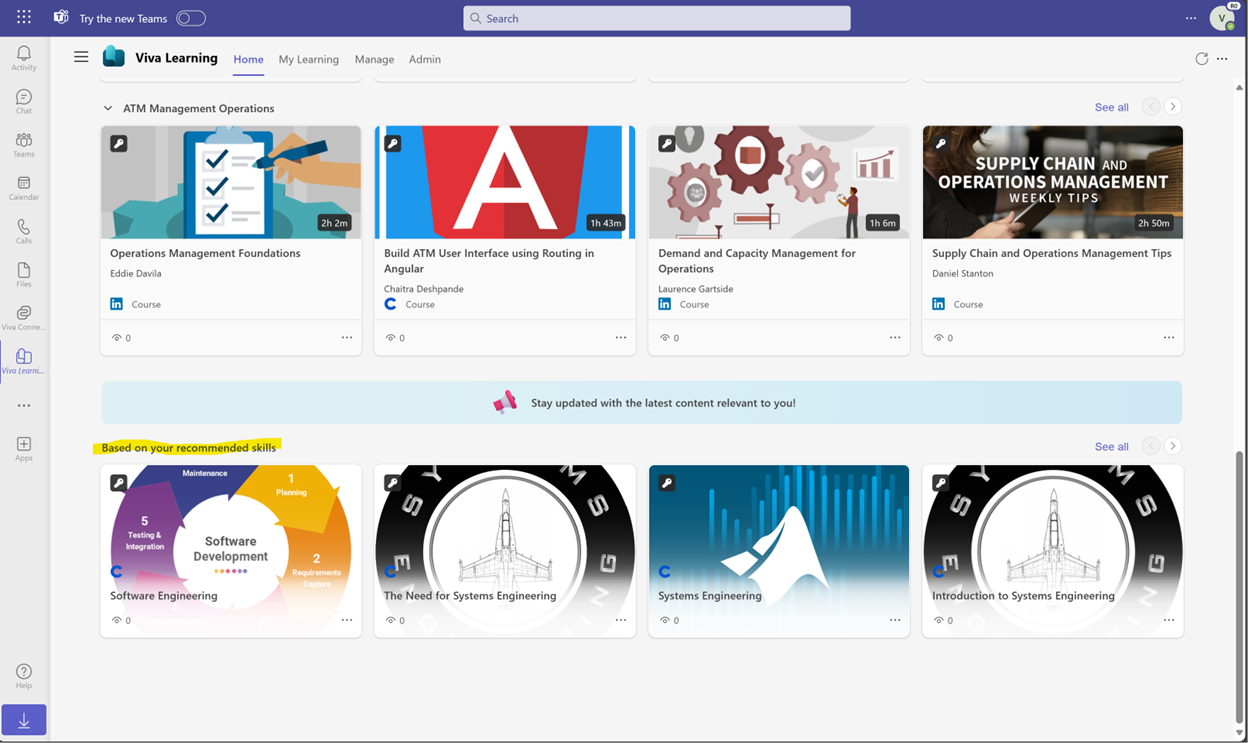 Try the new Teams
Search
RO
V
Activity
Chat
Teams
Calendar
Calls
Files
Viva Conne...
Viva Learni...
Apps
Help
Viva Learning
Home
My Learning
Manage
Admin
ATM Management Operations
See all
2h 2m
Operations Management Foundations
Eddie Davila
in
Course
0
1h 43m
Build ATM User Interface using Routing in
Angular
Chaitra Deshpande
C
Course
0
1h 6m
Demand and Capacity Management for
Operations
Laurence Gartside
in
Course
0
SUPPLY CHAIN AND
OPERATIONS MANAGEMENT
WEEKLY TIPS
2h 50m
Supply Chain and Operations Management Tips
Daniel Stanton
in
Course
0
Stay updated with the latest content relevant to you!
Based on your recommended skills
See all
Maintenance
1
Planning
5
Testing &
Integration
Software
Development
2
Requirements
Capture
C
Software Engineering
0
C
The Need for Systems Engineering
0
C
Systems Engineering
0
C
Introduction to Systems Engineering
0